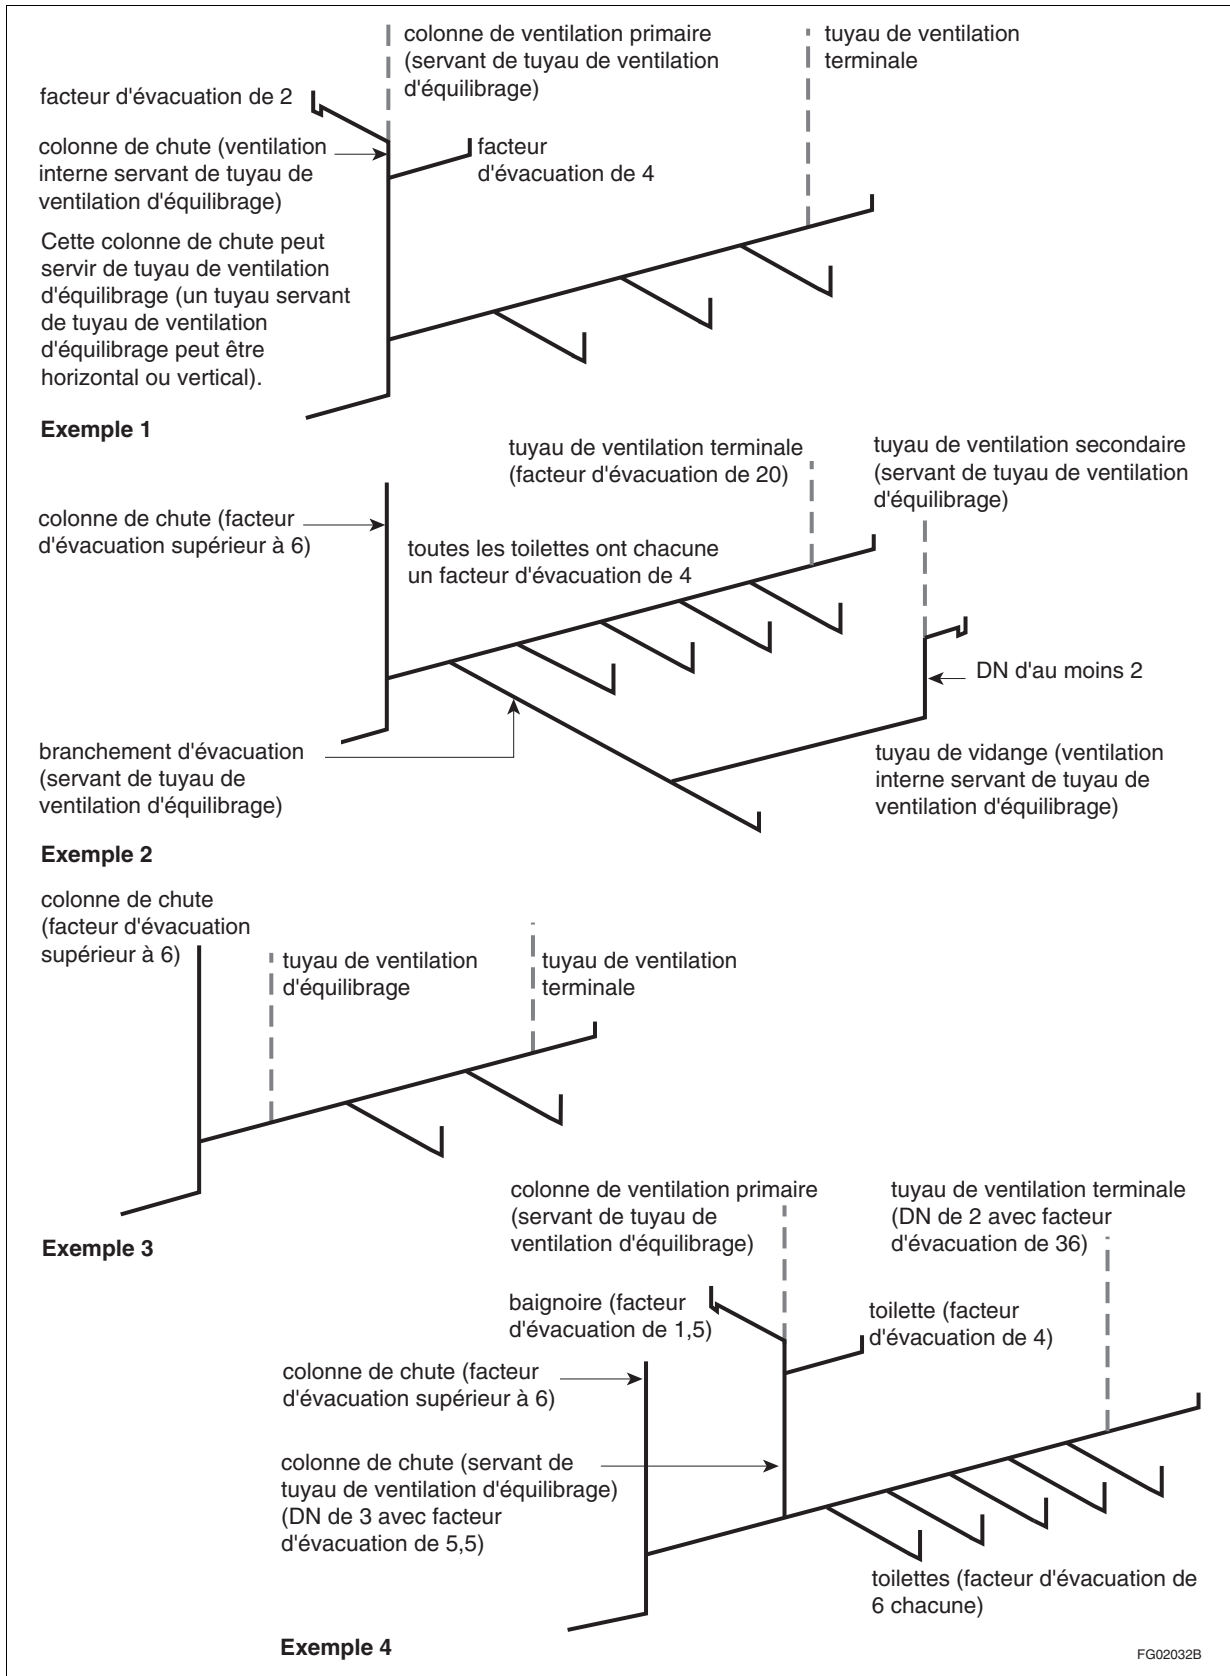 colonne de ventilation primaire
(servant de tuyau de ventilation
d'équilibrage)
tuyau de ventilation
terminale
facteur d'évacuation de 2
colonne de chute (ventilation
interne servant de tuyau de
ventilation d'équilibrage)
facteur
d'évacuation de 4
Cette colonne de chute peut
servir de tuyau de ventilation
d'équilibrage (un tuyau servant
de tuyau de ventilation
d'équilibrage peut être
horizontal ou vertical).
Exemple 1
tuyau de ventilation terminale
(facteur d'évacuation de 20)
tuyau de ventilation secondaire
(servant de tuyau de ventilation
d'équilibrage)
colonne de chute (facteur
d'évacuation supérieur à 6)
toutes les toilettes ont chacune
un facteur d'évacuation de 4
DN d'au moins 2
branchement d'évacuation
(servant de tuyau de
ventilation d'équilibrage)
tuyau de vidange (ventilation
interne servant de tuyau de
ventilation d'équilibrage)
Exemple 2
colonne de chute
(facteur d'évacuation
supérieur à 6)
tuyau de ventilation
d'équilibrage
tuyau de ventilation
terminale
Exemple 3
colonne de ventilation primaire
(servant de tuyau de
ventilation d'équilibrage)
tuyau de ventilation terminale
(DN de 2 avec facteur
d'évacuation de 36)
baignoire (facteur
d'évacuation de 1,5)
toilette (facteur
d'évacuation de 4)
colonne de chute (facteur
d'évacuation supérieur à 6)
colonne de chute (servant de
tuyau de ventilation d'équilibrage)
(DN de 3 avec facteur
d'évacuation de 5,5)
toilettes (facteur d'évacuation de
6 chacune)
Exemple 4
FG02032B